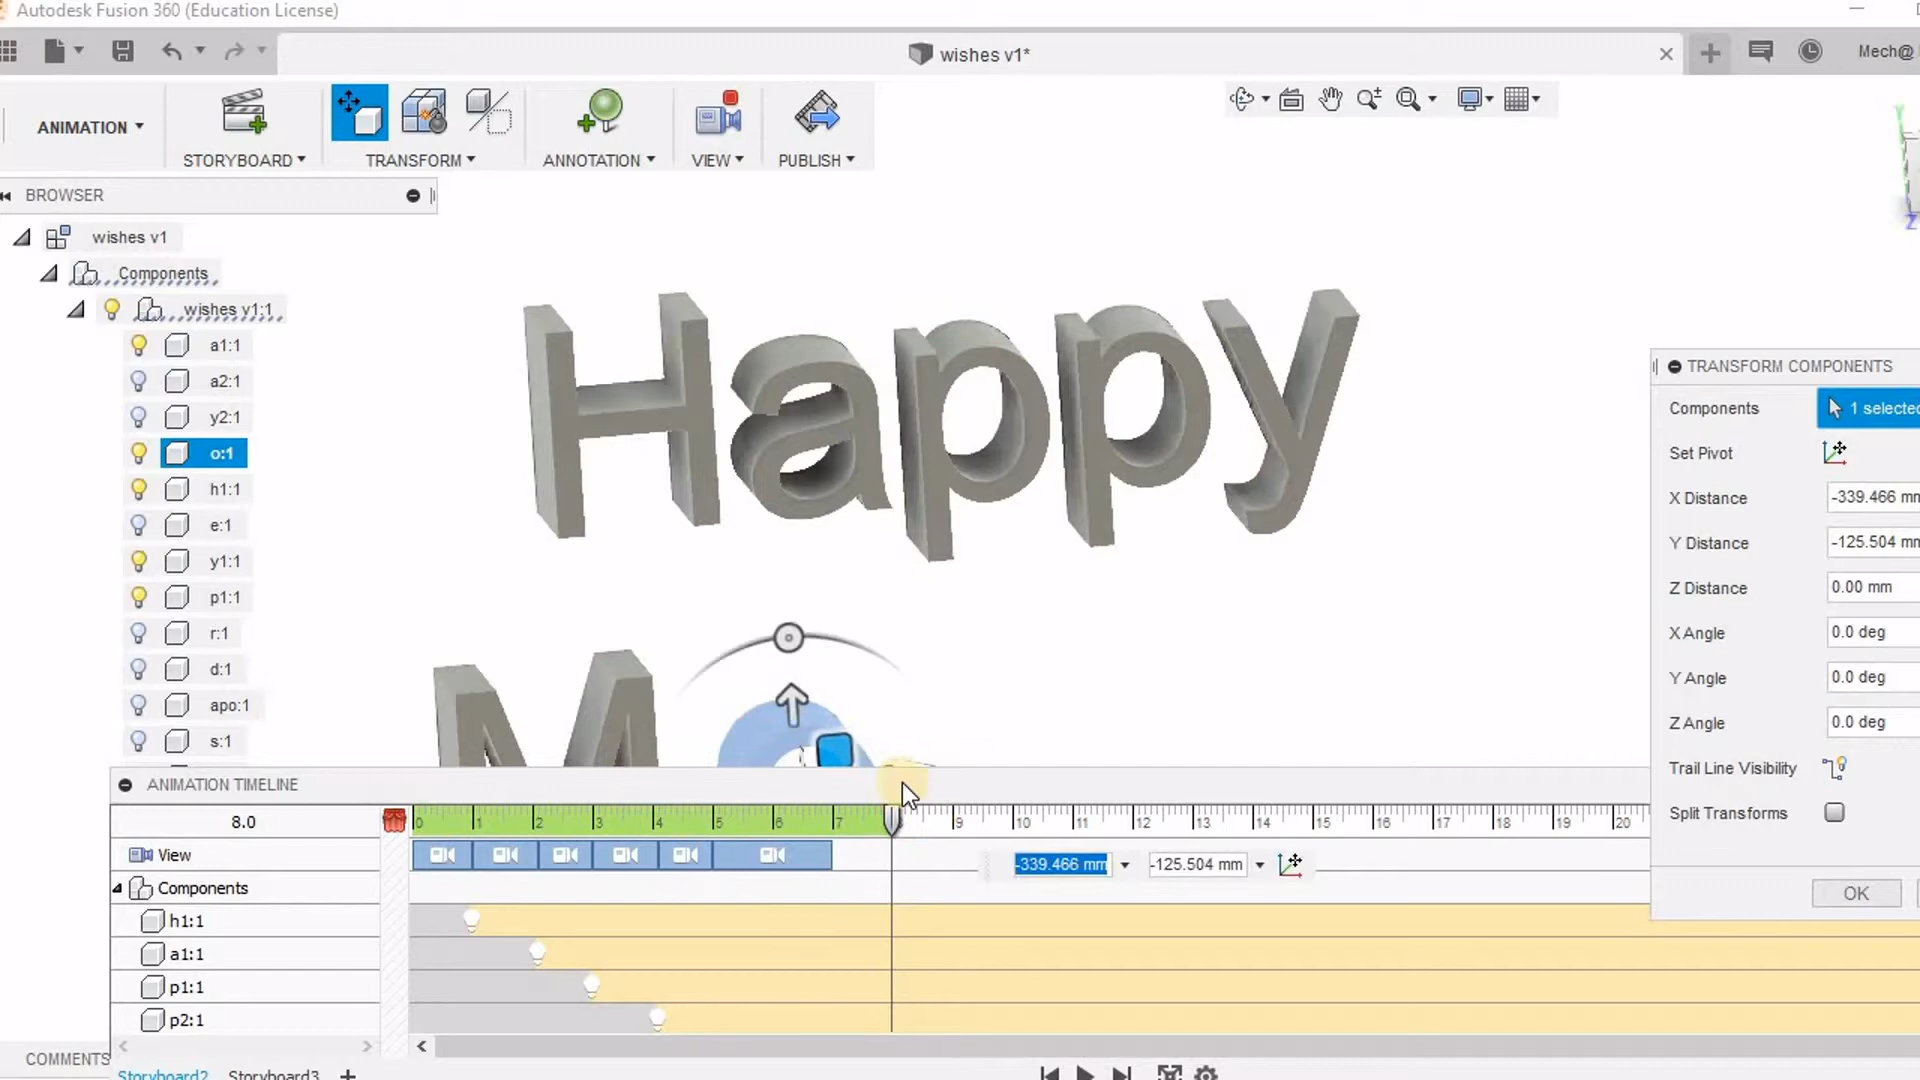 Autodesk Fusion 360 (Education License)
wishes v1*
Mech@
ANIMATION
STORYBOARD
TRANSFORM
ANNOTATION
VIEW
PUBLISH
BROWSER
wishes v1
Components
wishes v1:1
a1:1
a2:1
y2:1
o:1
h1:1
e:1
y1:1
p1:1
r:1
d:1
apo:1
s:1
Happy
M
Y
Z
TRANSFORM COMPONENTS
Components 1 selected
Set Pivot
X Distance -339.466 mm
Y Distance -125.504 mm
Z Distance 0.00 mm
X Angle 0.0 deg
Y Angle 0.0 deg
Z Angle 0.0 deg
Trail Line Visibility
Split Transforms
OK
ANIMATION TIMELINE
8.0 0 1 2 3 4 5 6 7 9 10 11 12 13 14 15 16 17 18 19 20
View
-339.466 mm -125.504 mm
Components
h1:1
a1:1
p1:1
p2:1
COMMENTS
Storyboard2 Storyboard3 +